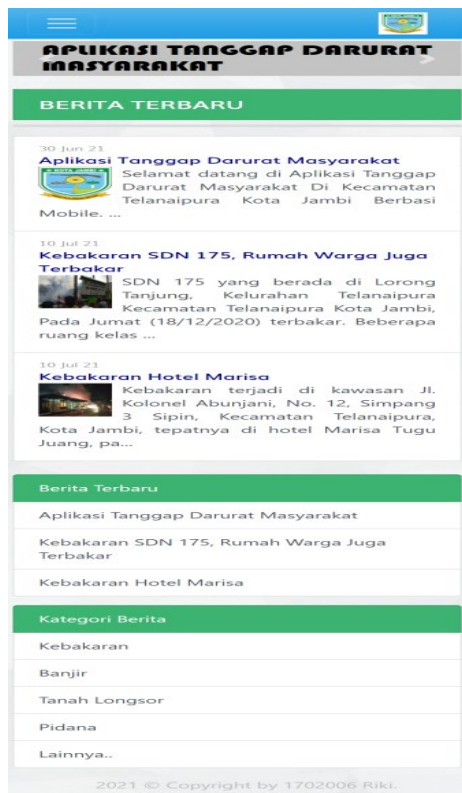 APLIKASI TANGGAP DARURAT
MASYARAKAT
BERITA TERBARU
30 Jun 21
Aplikasi Tanggap Darurat Masyarakat
KOTA JAMBI
Selamat datang di Aplikasi Tanggap
Darurat Masyarakat Di Kecamatan
Telanaipura Kota Jambi Berbasi
Mobile. ...
10 Jul 21
Kebakaran SDN 175, Rumah Warga Juga
Terbakar
SDN 175 yang berada di Lorong
Tanjung, Kelurahan Telanaipura
Kecamatan Telanaipura Kota Jambi,
Pada Jumat (18/12/2020) terbakar. Beberapa
ruang kelas ...
10 Jul 21
Kebakaran Hotel Marisa
Kebakaran terjadi di kawasan Jl.
Kolonel Abunjani, No. 12, Simpang
3 Sipin, Kecamatan Telanaipura,
Kota Jambi, tepatnya di hotel Marisa Tugu
Juang, pa...
Berita Terbaru
Aplikasi Tanggap Darurat Masyarakat
Kebakaran SDN 175, Rumah Warga Juga
Terbakar
Kebakaran Hotel Marisa
Kategori Berita
Kebakaran
Banjir
Tanah Longsor
Pidana
Lainnya..
2021 © Copyright by 1702006 Riki.